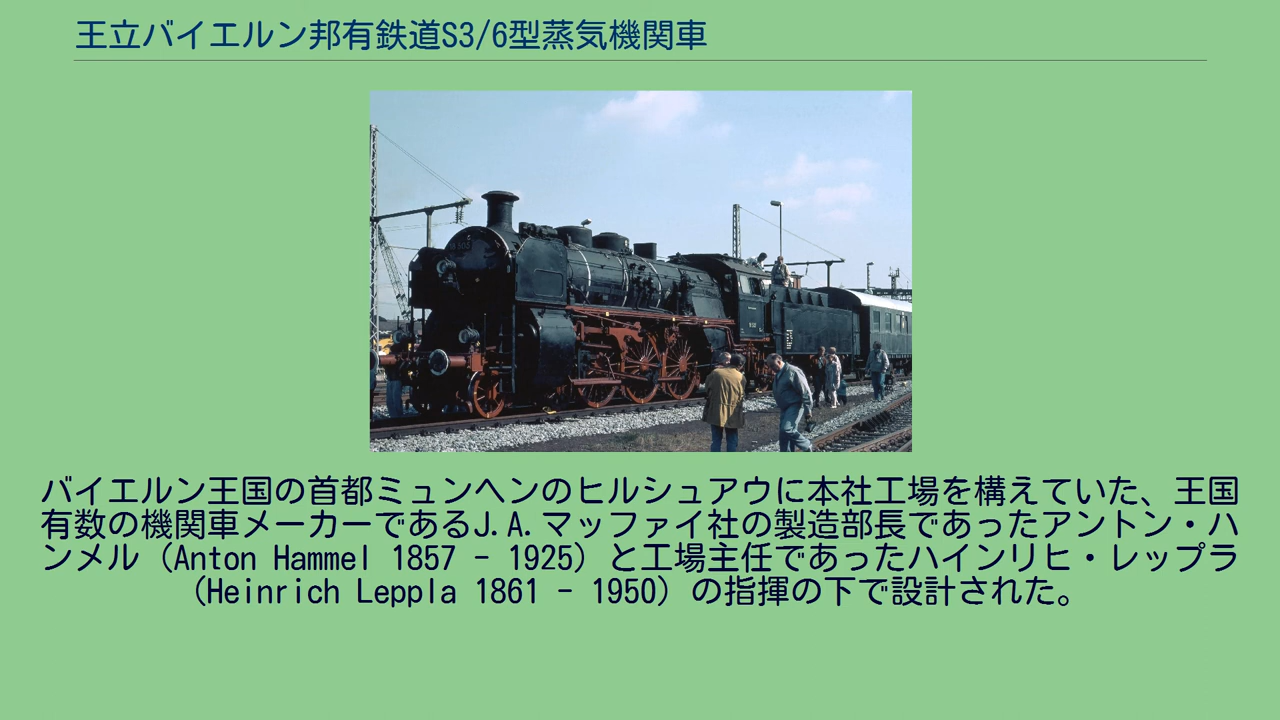 王立バイエルン邦有鉄道S3/6型蒸気機関車
バイエルン王国の首都ミュンヘンのヒルシュアウに本社工場を構えていた、王国
有数の機関車メーカーであるJ.A.マッファイ社の製造部長であったアントン・ハ
ンメル（Anton Hammel 1857 - 1925）と工場主任であったハインリヒ・レップラ
（Heinrich Leppla 1861 - 1950）の指揮の下で設計された。